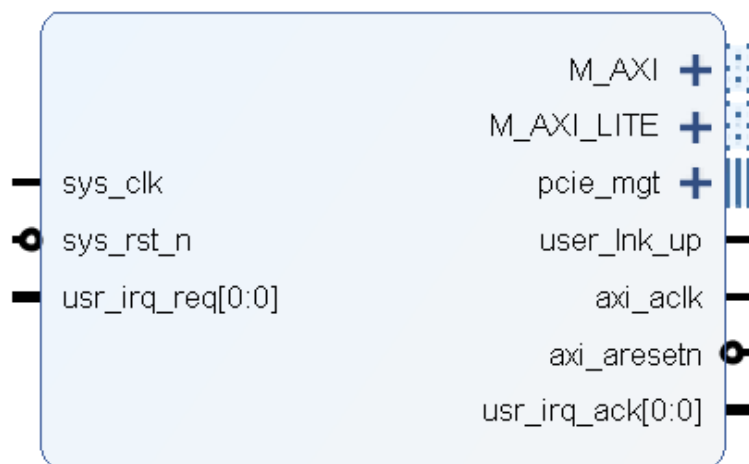 M_AXI
M_AXI_LITE
sys_clk
pcie_mgt
sys_rst_n
user_lnk_up
usr_irq_req[0:0]
axi_aclk
axi_aresetn
usr_irq_ack[0:0]